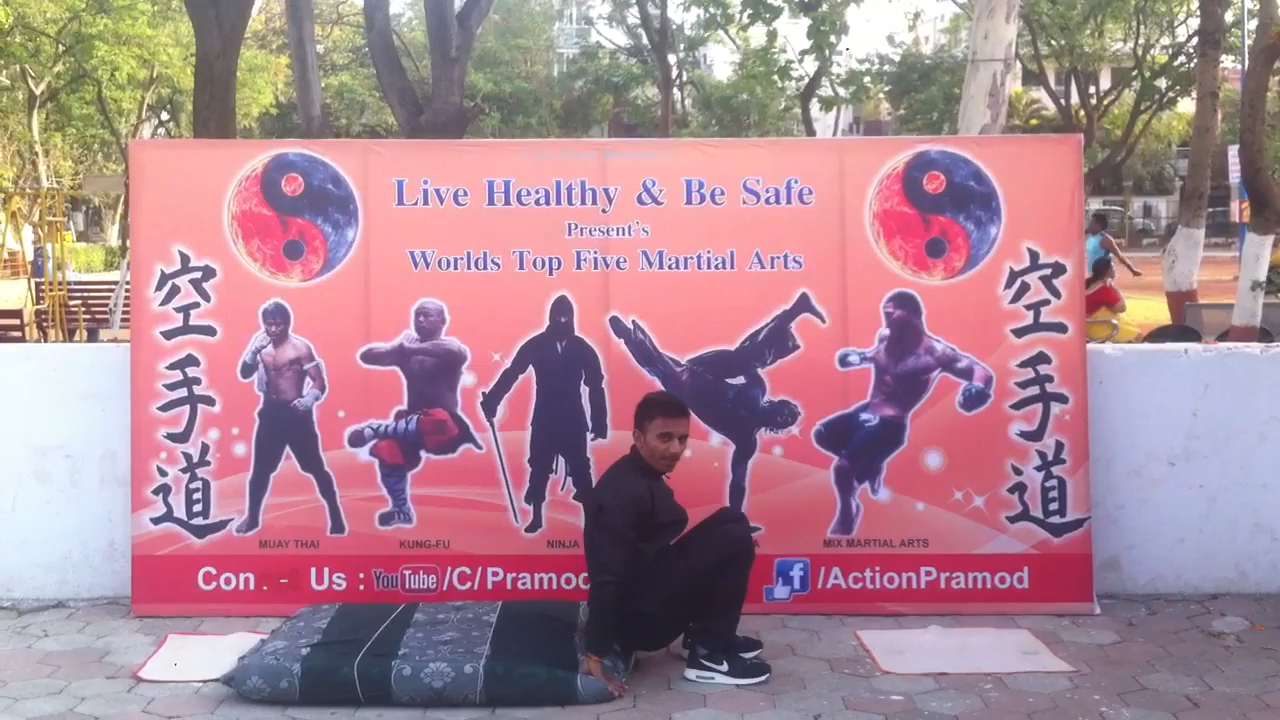 Live Healthy & Be Safe
Present's
Worlds Top Five Martial Arts
空手道
空手道
MUAY THAI
KUNG-FU
NINJA
MIX MARTIAL ARTS
Con . - Us : YouTube /C/Pramod
f /ActionPramod